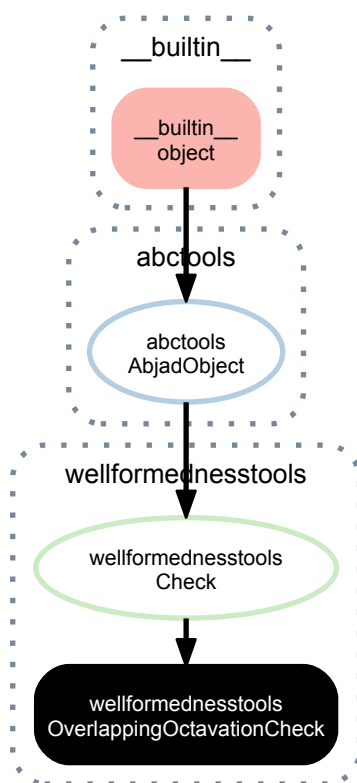 __builtin__
__builtin__
object
abctools
abctools
AbjadObject
wellformednesstools
wellformednesstools
Check
wellformednesstools
OverlappingOctavationCheck